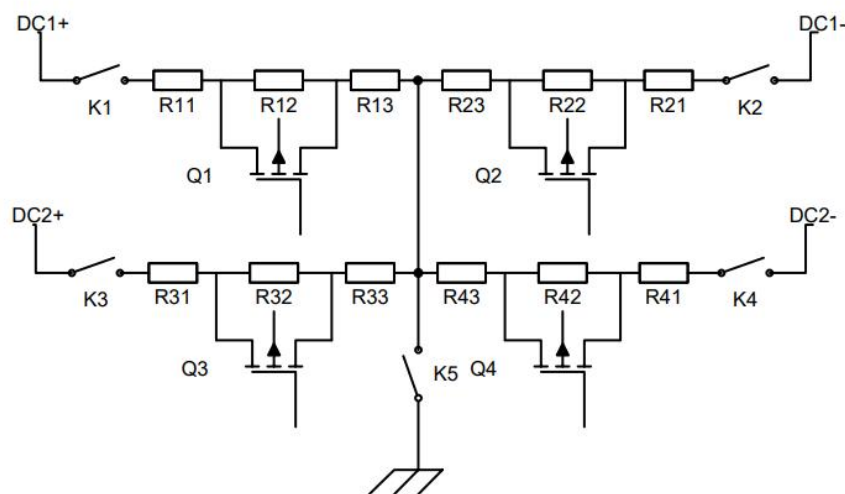 DC1+ DC1-
R11 R12 R13 R23 R22 R21
K1 K2
Q1 Q2
DC2+ DC2-
R31 R32 R33 R43 R42 R41
K3 K4
Q3 K5 Q4